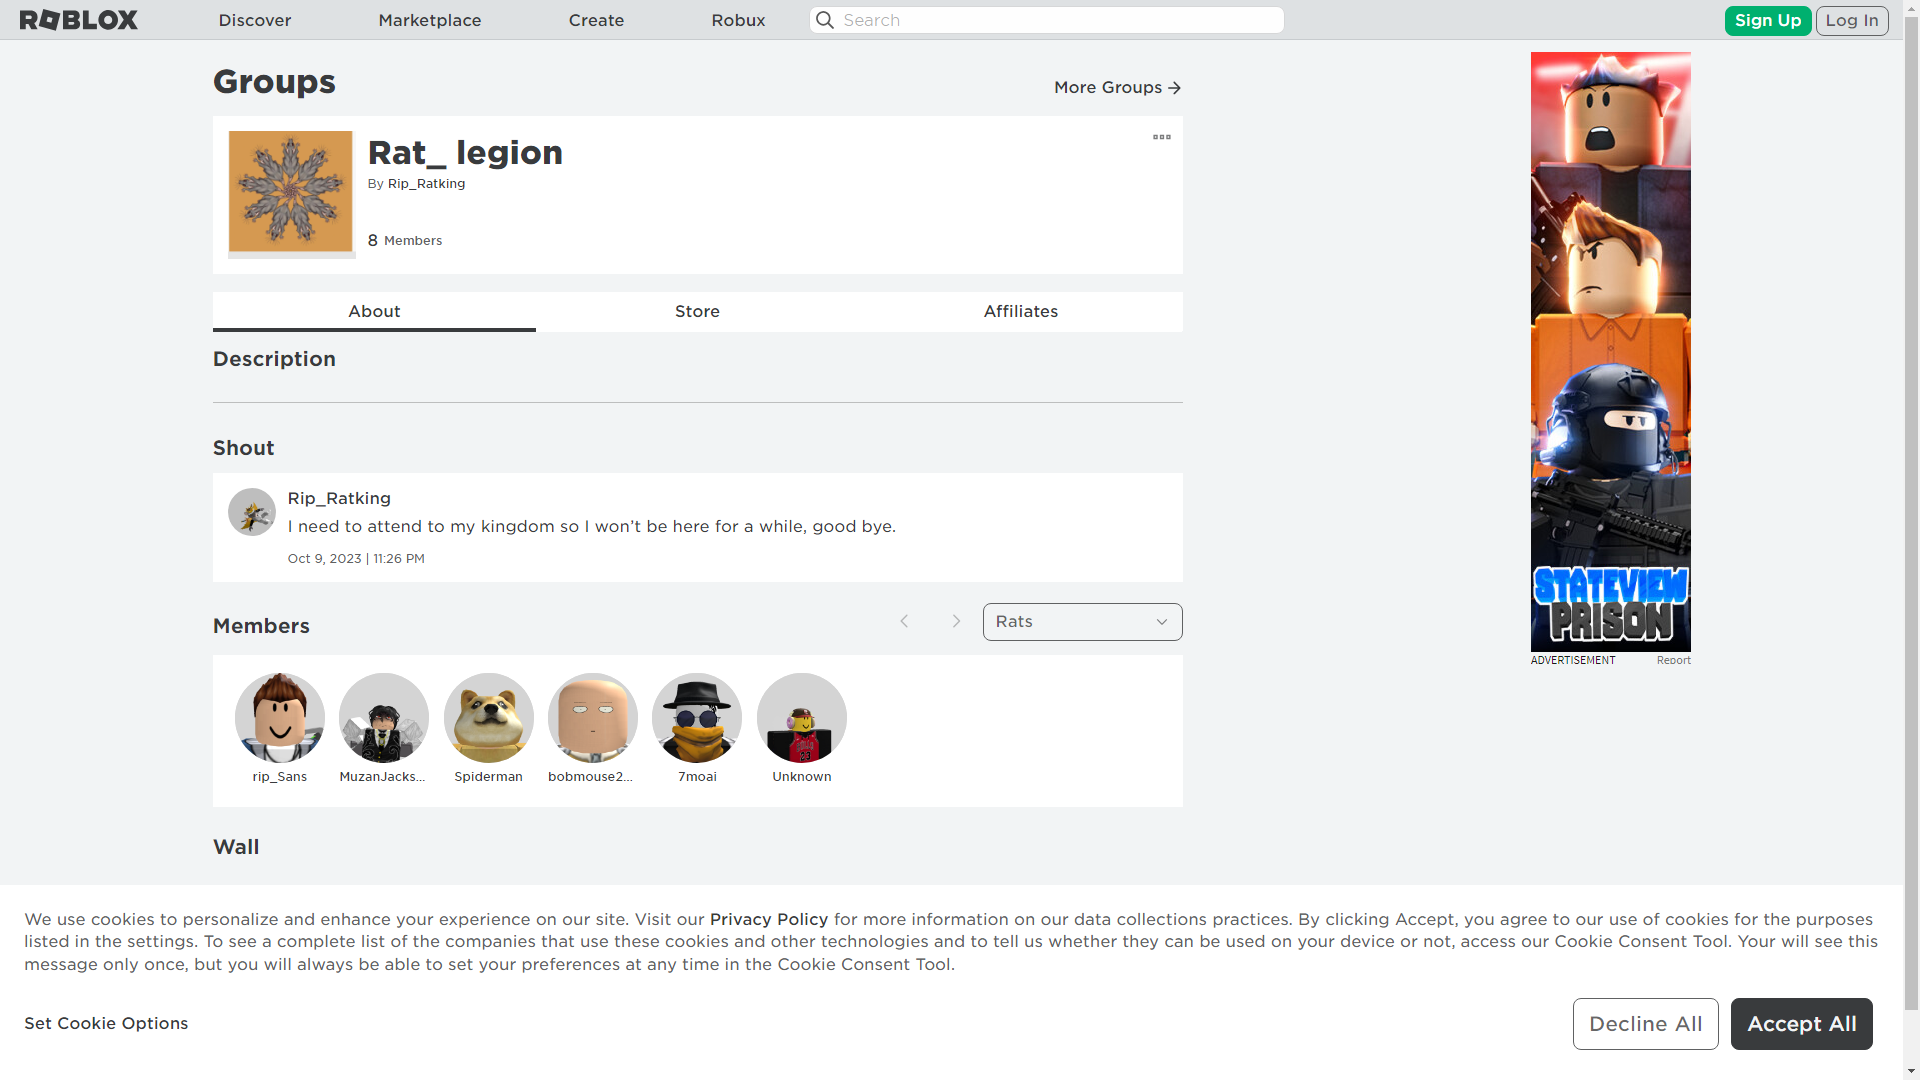 ROBLOX Discover Marketplace Create Robux Search Sign Up Log In
Groups
More Groups
Rat_ legion
By Rip_Ratking
8 Members
About Store Affiliates
Description
Shout
Rip_Ratking
I need to attend to my kingdom so I won’t be here for a while, good bye.
Oct 9, 2023 | 11:26 PM
Members
Rats
rip_Sans MuzanJacks... Spiderman bobmouse2... 7moai Unknown
Wall
STATEVIEW
PRISON
ADVERTISEMENT Report
We use cookies to personalize and enhance your experience on our site. Visit our Privacy Policy for more information on our data collections practices. By clicking Accept, you agree to our use of cookies for the purposes
listed in the settings. To see a complete list of the companies that use these cookies and other technologies and to tell us whether they can be used on your device or not, access our Cookie Consent Tool. Your will see this
message only once, but you will always be able to set your preferences at any time in the Cookie Consent Tool.
Set Cookie Options
Decline All
Accept All